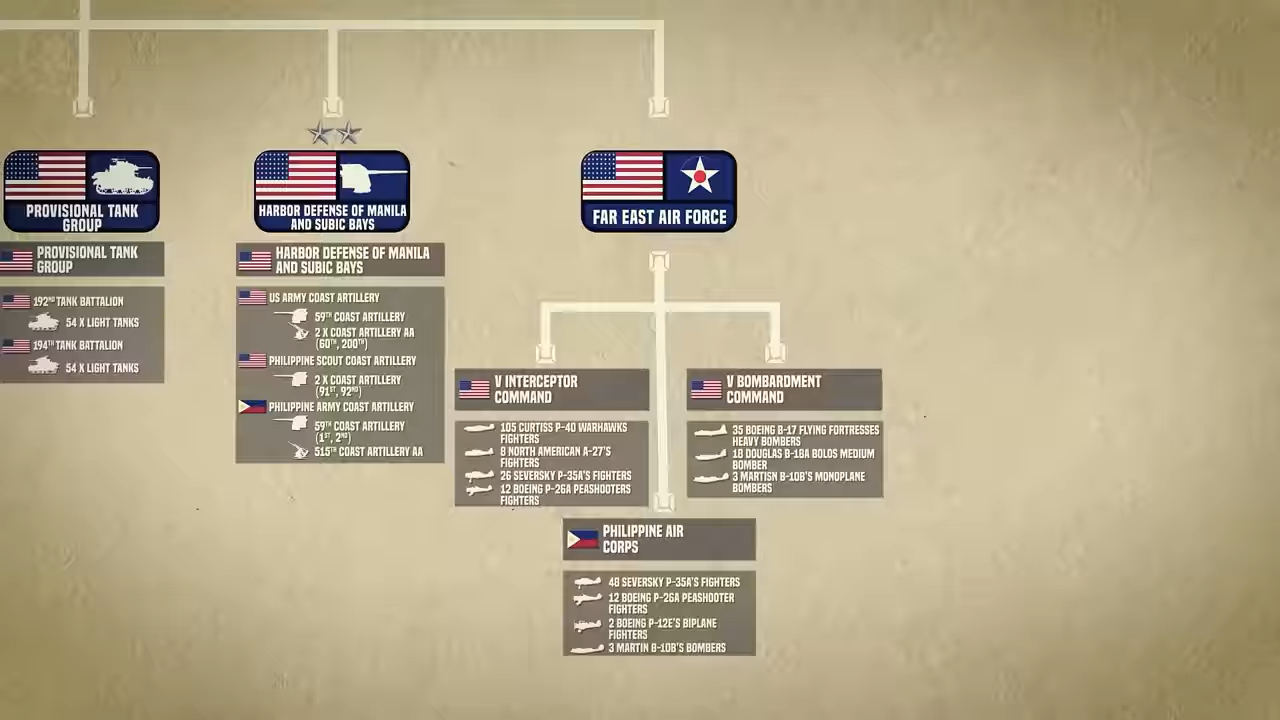 PROVISIONAL TANK
GROUP
HARBOR DEFENSE OF MANILA
AND SUBIC BAYS
FAR EAST AIR FORCE
PROVISIONAL TANK
GROUP
192ND TANK BATTALION
54 X LIGHT TANKS
194TH TANK BATTALION
54 X LIGHT TANKS
HARBOR DEFENSE OF MANILA
AND SUBIC BAYS
US ARMY COAST ARTILLERY
59TH COAST ARTILLERY
2 X COAST ARTILLERY AA
(60TH, 200TH)
PHILIPPINE SCOUT COAST ARTILLERY
2 X COAST ARTILLERY
(91ST, 92ND)
PHILIPPINE ARMY COAST ARTILLERY
59TH COAST ARTILLERY
(1ST, 2ND)
515TH COAST ARTILLERY AA
V INTERCEPTOR
COMMAND
105 CURTISS P-40 WARHAWKS
FIGHTERS
8 NORTH AMERICAN A-27'S
FIGHTERS
26 SEVERSKY P-35A'S FIGHTERS
12 BOEING P-26A PEASHOOTERS
FIGHTERS
V BOMBARDMENT
COMMAND
35 BOEING B-17 FLYING FORTRESSES
HEAVY BOMBERS
18 DOUGLAS B-18A BOLOS MEDIUM
BOMBER
3 MARTISN B-10B'S MONOPLANE
BOMBERS
PHILIPPINE AIR
CORPS
48 SEVERSKY P-35A'S FIGHTERS
12 BOEING P-26A PEASHOOTER
FIGHTERS
2 BOEING P-12E'S BIPLANE
FIGHTERS
3 MARTIN B-10B'S BOMBERS